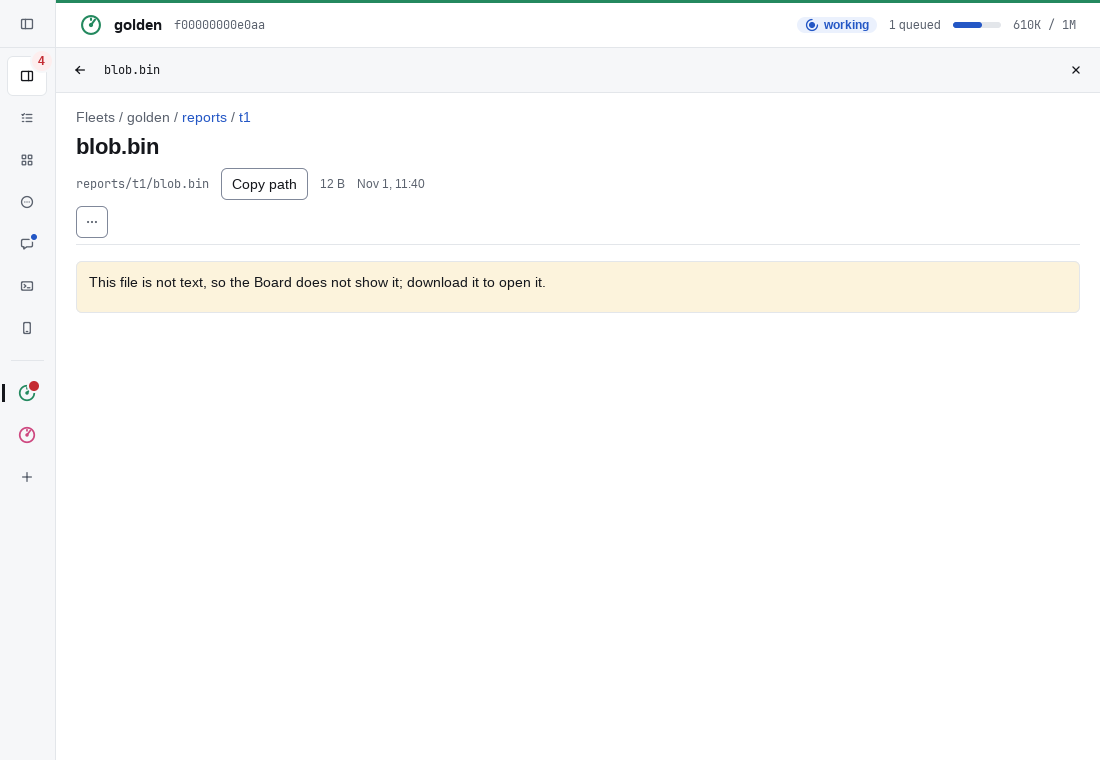 golden f00000000e0aa working 1 queued 610K / 1M
4
blob.bin
Fleets / golden / reports / t1
blob.bin
reports/t1/blob.bin Copy path 12 B Nov 1, 11:40
This file is not text, so the Board does not show it; download it to open it.